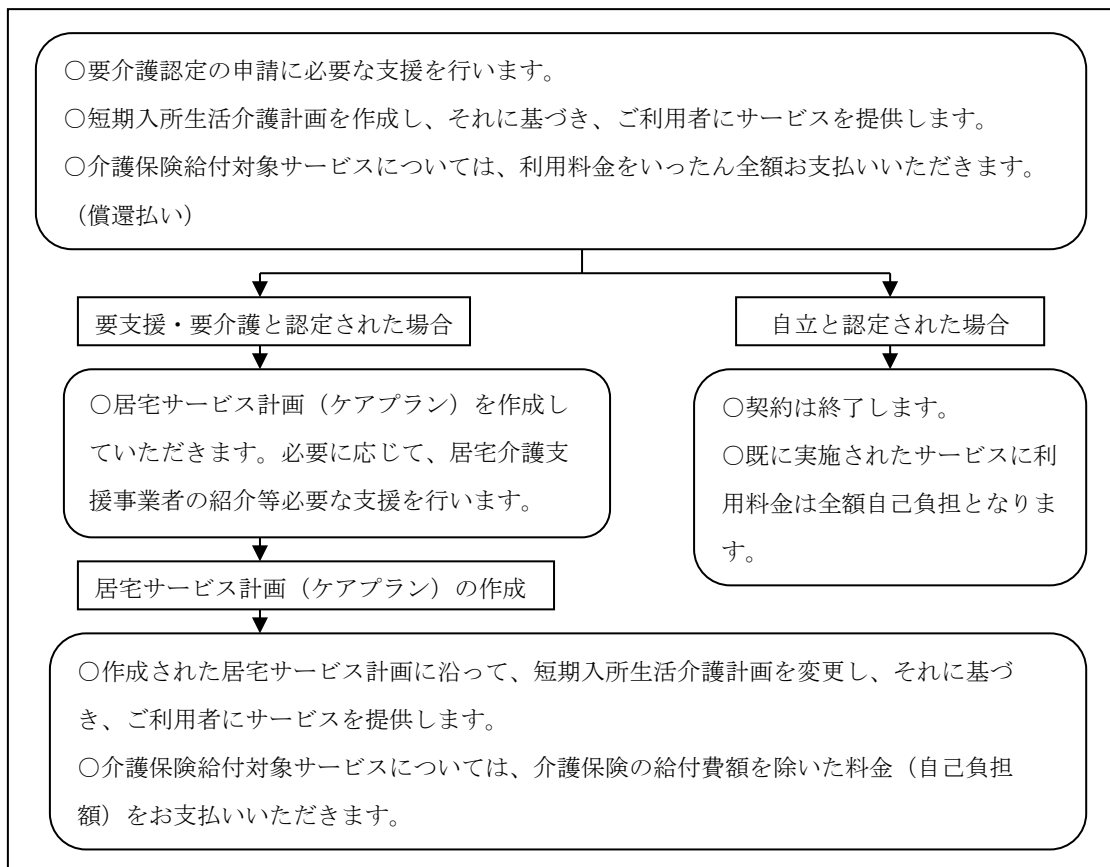 ○要介護認定の申請に必要な支援を行います。
○短期入所生活介護計画を作成し、それに基づき、ご利用者にサービスを提供します。
○介護保険給付対象サービスについては、利用料金をいったん全額お支払いいただきます。
（償還払い）
要支援・要介護と認定された場合
自立と認定された場合
○居宅サービス計画（ケアプラン）を作成し
ていただきます。必要に応じて、居宅介護支
援事業者の紹介等必要な支援を行います。
○契約は終了します。
○既に実施されたサービスに利
用料金は全額自己負担となりま
す。
居宅サービス計画（ケアプラン）の作成
○作成された居宅サービス計画に沿って、短期入所生活介護計画を変更し、それに基づ
き、ご利用者にサービスを提供します。
○介護保険給付対象サービスについては、介護保険の給付費額を除いた料金（自己負担
額）をお支払いいただきます。